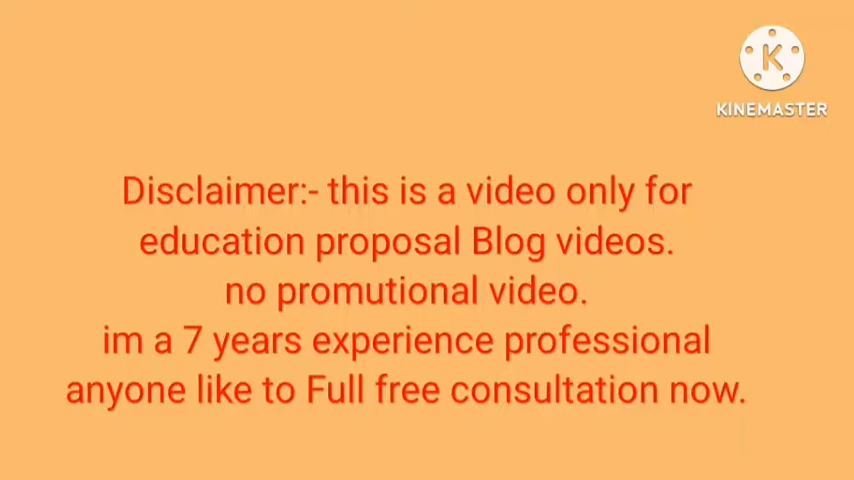 K
KINEMASTER
Disclaimer:- this is a video only for
education proposal Blog videos.
no promutional video.
im a 7 years experience professional
anyone like to Full free consultation now.